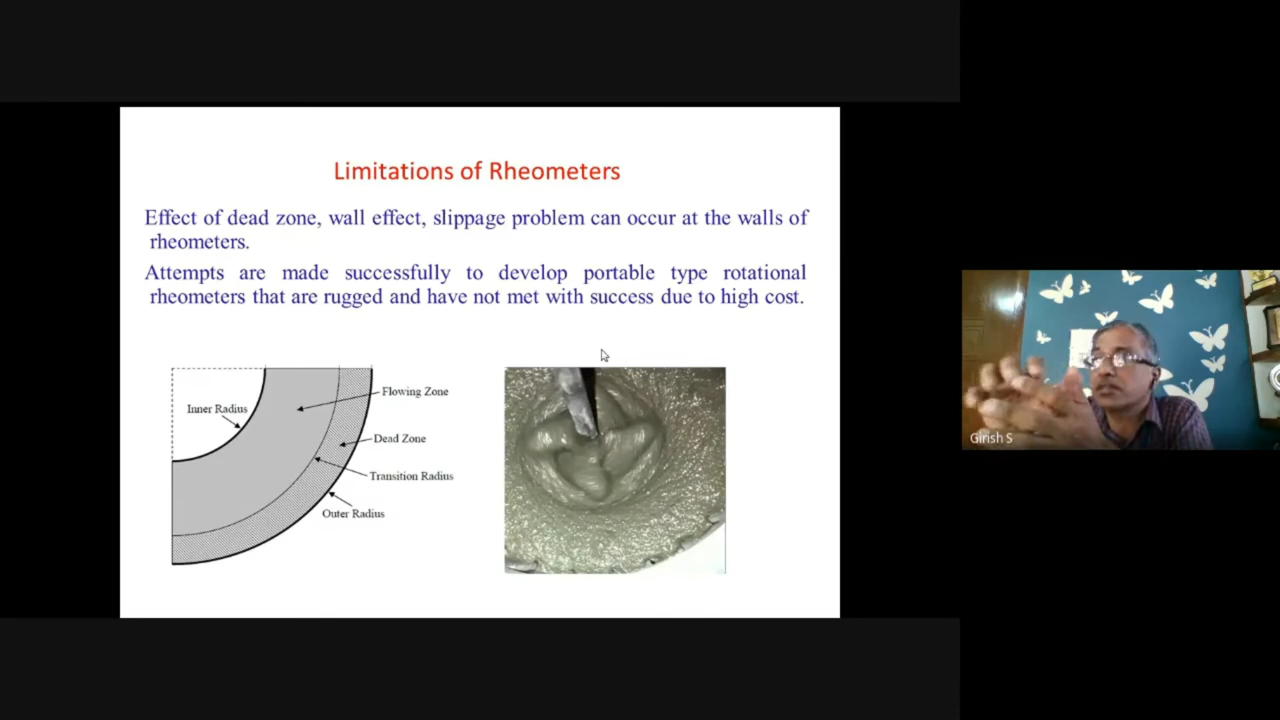 Limitations of Rheometers
Effect of dead zone, wall effect, slippage problem can occur at the walls of
rheometers.
Attempts are made successfully to develop portable type rotational
rheometers that are rugged and have not met with success due to high cost.
Flowing Zone
Inner Radius
Dead Zone
Transition Radius
Outer Radius
Girish S